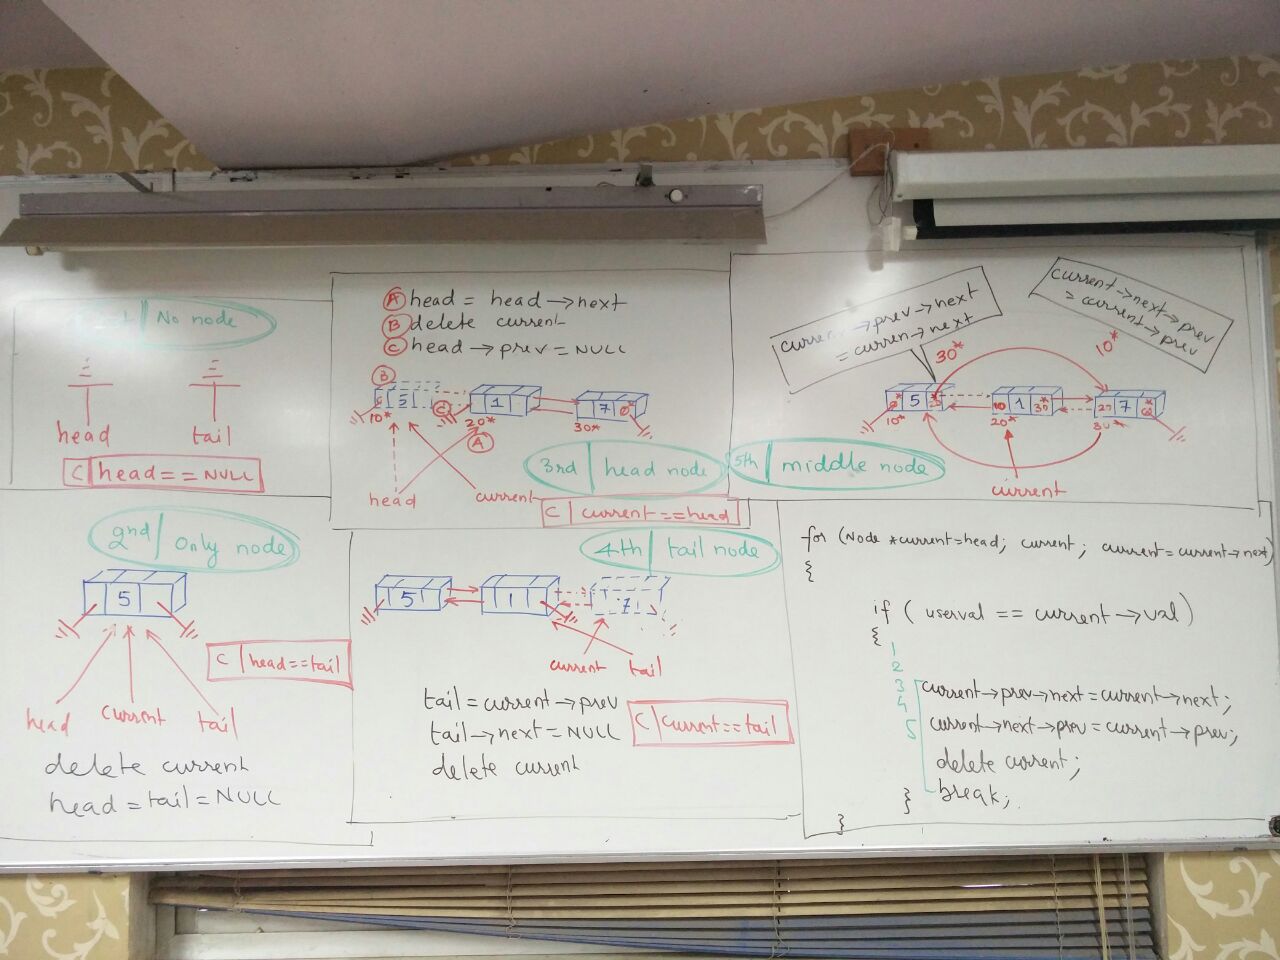 No node
head
tail
C | head == NULL
2nd | Only node
5
C | head==tail
head
current
tail
delete current
head = tail = NULL
A head = head → next
B delete current
C head → prev = NULL
B
5
C
1
7
10*
20*
30*
A
head
current
3rd | head node
C | current==head
4th | tail node
5
1
7
current
tail
tail = current → prev
tail → next = NULL
delete current
C | current==tail
→ prev → next
= curren → next
current → next → prev
= current → prev
30*
10*
5
10
1
30
20
7
10*
20*
30*
current
5th | middle node
for (Node *current=head; current; current = current → next)
{
if ( userval == current → val)
{
1
2
3
4
5
current → prev → next = current → next;
current → next → prev = current → prev;
delete current;
break;
}
}